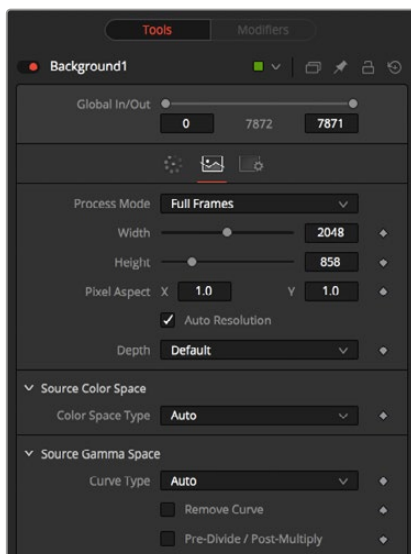 Tools Modifiers
Background1
Global In/Out
0 7872 7871
Process Mode Full Frames
Width 2048
Height 858
Pixel Aspect X 1.0 Y 1.0
Auto Resolution
Depth Default
Source Color Space
Color Space Type Auto
Source Gamma Space
Curve Type Auto
Remove Curve
Pre-Divide / Post-Multiply